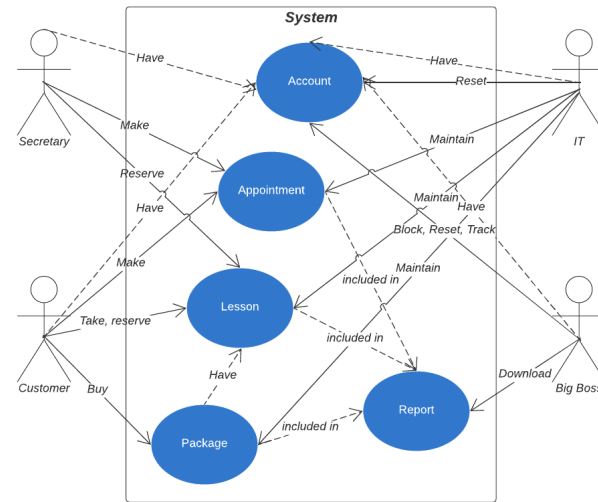 System
Have
Have
Account
Reset
Secretary
IT
Make
Maintain
Reserve
Appointment
Maintain
Have
Have
Block, Reset, Track
Make
Maintain
included in
Lesson
Take, reserve
included in
Have
Download
Customer
Buy
Big Boss
Report
Package
included in